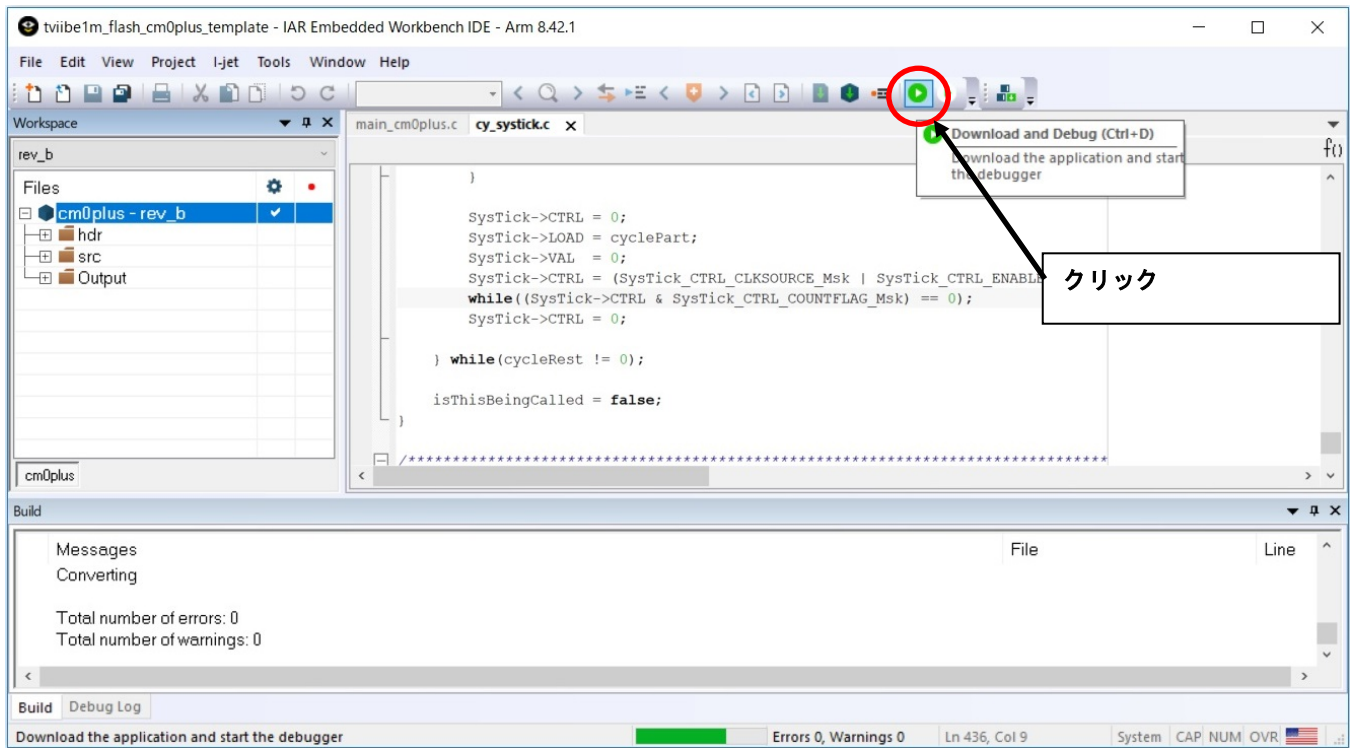 tviibe1m_flash_cm0plus_template - IAR Embedded Workbench IDE - Arm 8.42.1
File Edit View Project I-jet Tools Window Help
Workspace
main_cm0plus.c cy_systick.c
rev_b
f()
Download and Debug (Ctrl+D)
Download the application and start
the debugger
Files
cm0plus - rev_b
hdr
src
Output
}
SysTick->CTRL = 0;
SysTick->LOAD = cyclePart;
SysTick->VAL = 0;
SysTick->CTRL = (SysTick_CTRL_CLKSOURCE_Msk | SysTick_CTRL_ENABLE
while((SysTick->CTRL & SysTick_CTRL_COUNTFLAG_Msk) == 0);
SysTick->CTRL = 0;
} while(cycleRest != 0);
isThisBeingCalled = false;
}
/******************************************************************************
クリック
cm0plus
Build
Messages File Line
Converting
Total number of errors: 0
Total number of warnings: 0
Build Debug Log
Download the application and start the debugger
Errors 0, Warnings 0
Ln 436, Col 9
System CAP NUM OVR